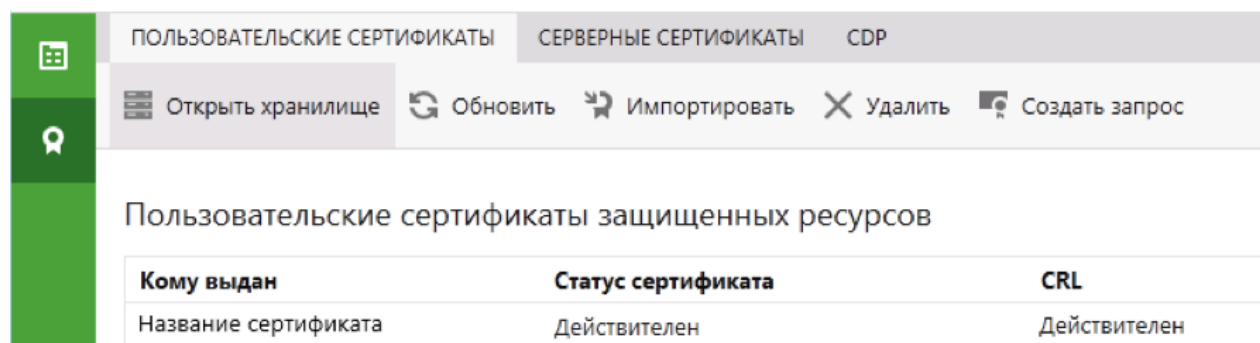 ПОЛЬЗОВАТЕЛЬСКИЕ СЕРТИФИКАТЫ СЕРВЕРНЫЕ СЕРТИФИКАТЫ CDP
Открыть хранилище Обновить Импортировать Удалить Создать запрос
Пользовательские сертификаты защищенных ресурсов
Кому выдан Статус сертификата CRL
Название сертификата Действителен Действителен